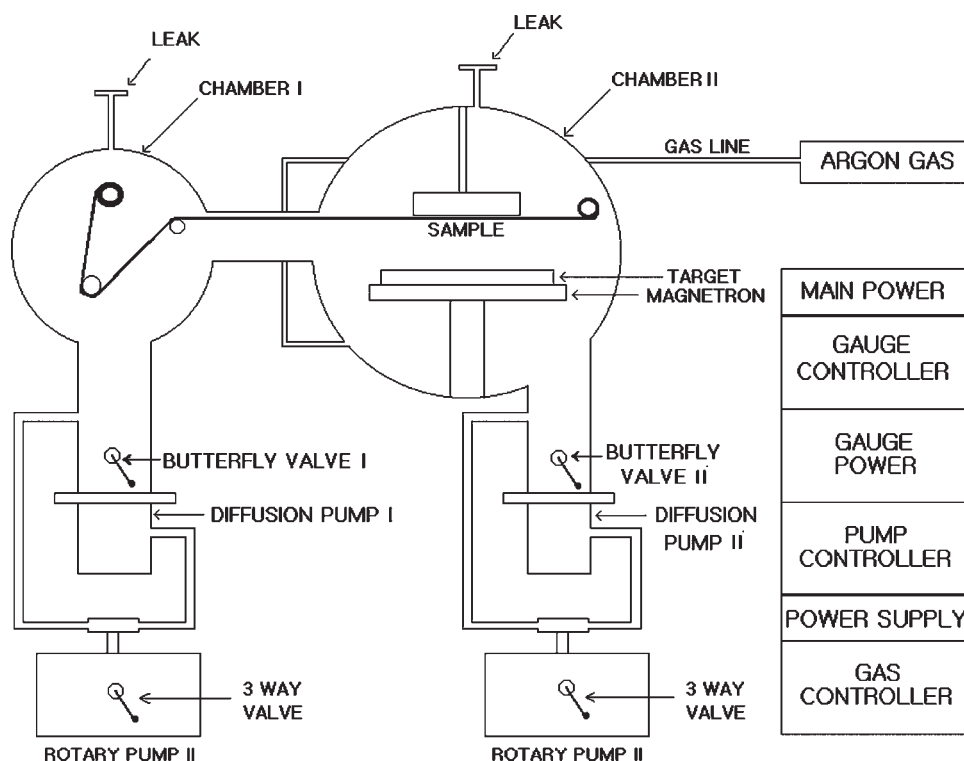 LEAK
CHAMBER I
LEAK
CHAMBER II
GAS LINE
ARGON GAS
SAMPLE
TARGET
MAGNETRON
MAIN POWER
GAUGE
CONTROLLER
GAUGE
POWER
PUMP
CONTROLLER
POWER SUPPLY
GAS
CONTROLLER
BUTTERFLY VALVE I
DIFFUSION PUMP I
BUTTERFLY
VALVE II
DIFFUSION
PUMP II
3 WAY
VALVE
ROTARY PUMP II
3 WAY
VALVE
ROTARY PUMP II